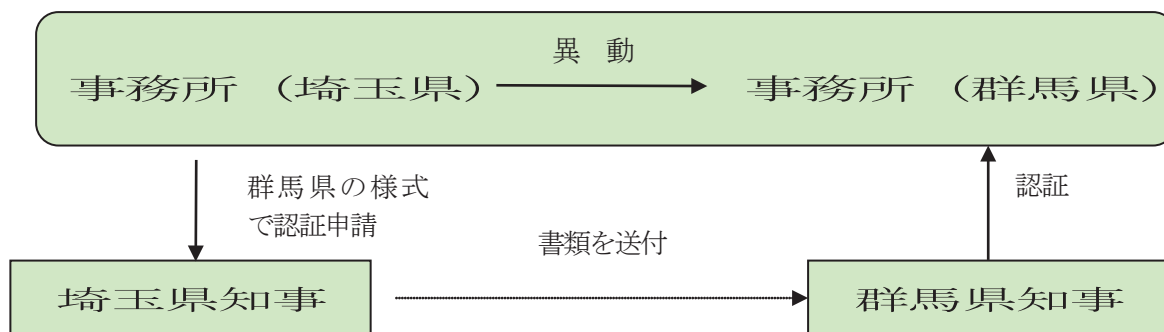 異 動
事務所（埼玉県）
事務所（群馬県）
群馬県の様式
で認証申請
認証
書類を送付
埼玉県知事
群馬県知事